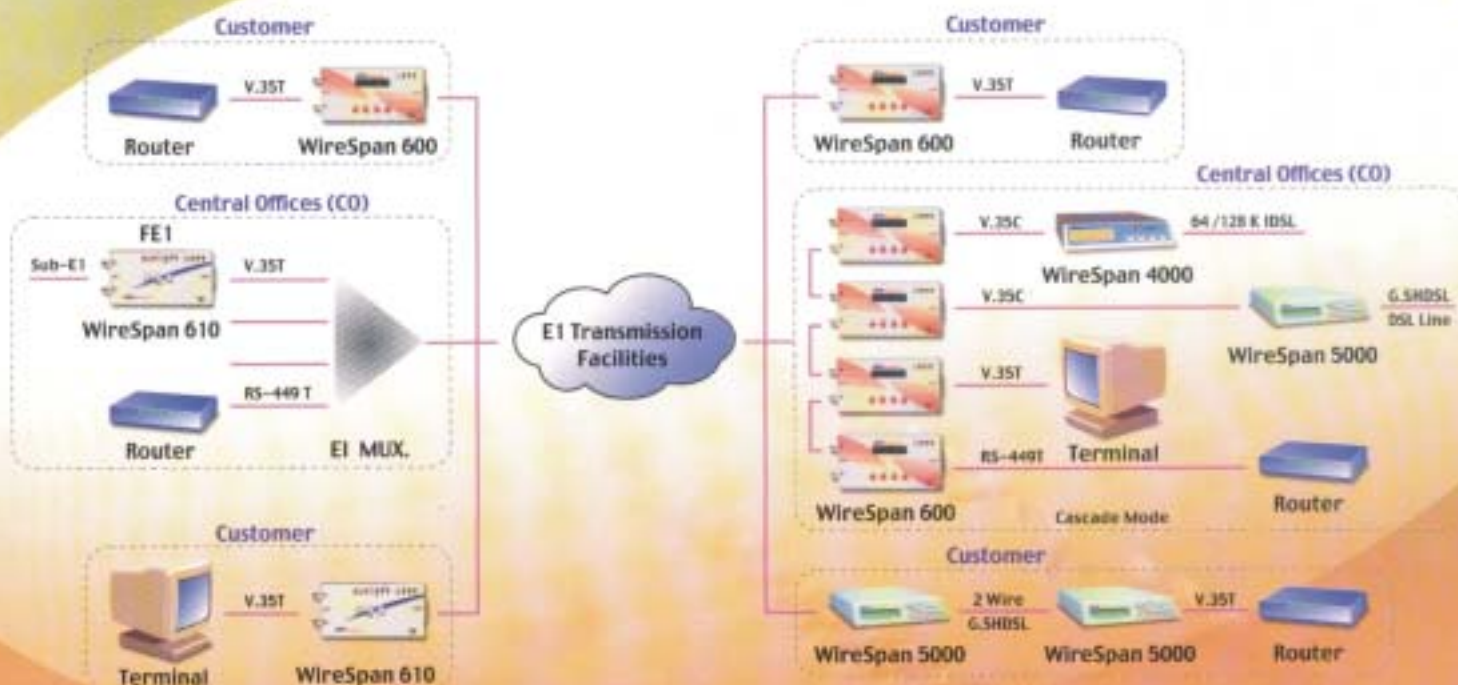 Customer
V.35T
Router
WireSpan 600
Central Offices (CO)
FE1
Sub-E1
V.35T
WireSpan 610
RS-449 T
Router
EI MUX.
Customer
V.35T
Terminal
WireSpan 610
E1 Transmission
Facilities
Customer
V.35T
WireSpan 600
Router
Central Offices (CO)
V.35C
64 /128 K IDSL
WireSpan 4000
V.35C
G.SHDSL
DSL Line
WireSpan 5000
V.35T
Terminal
RS-449T
WireSpan 600
Cascade Mode
Router
Customer
2 Wire
G.SHDSL
V.35T
WireSpan 5000
WireSpan 5000
Router